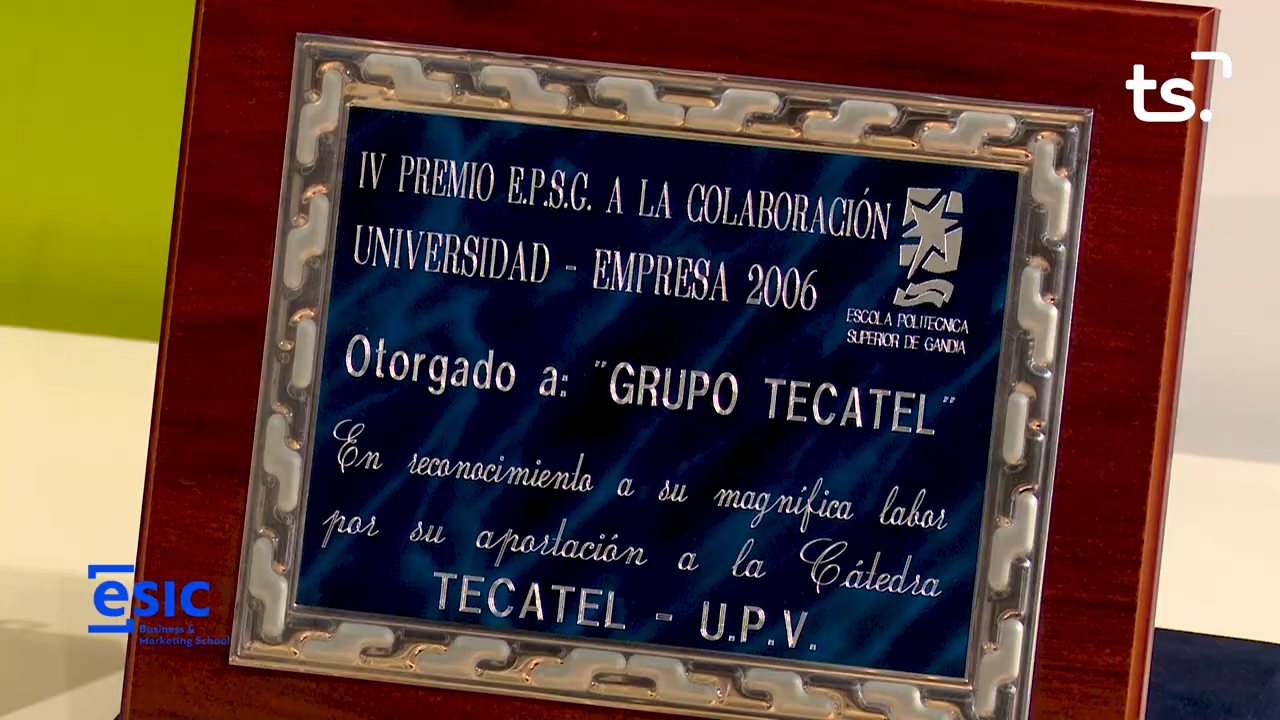 ts.
IV PREMIO E.P.S.G. A LA COLABORACIÓN
UNIVERSIDAD - EMPRESA 2006
ESCOLA POLITECNICA
SUPERIOR DE GANDIA
Otorgado a: "GRUPO TECATEL"
En reconocimiento a su magnífica labor
por su aportación a la Cátedra
TECATEL - U.P.V.
esic
Business &
Marketing School